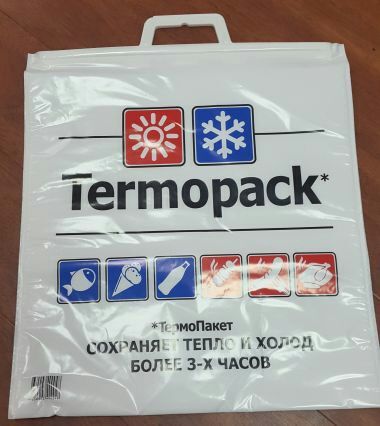 Termopack*
*ТермоПакет
СОХРАНЯЕТ ТЕПЛО И ХОЛОД
БОЛЕЕ 3-Х ЧАСОВ